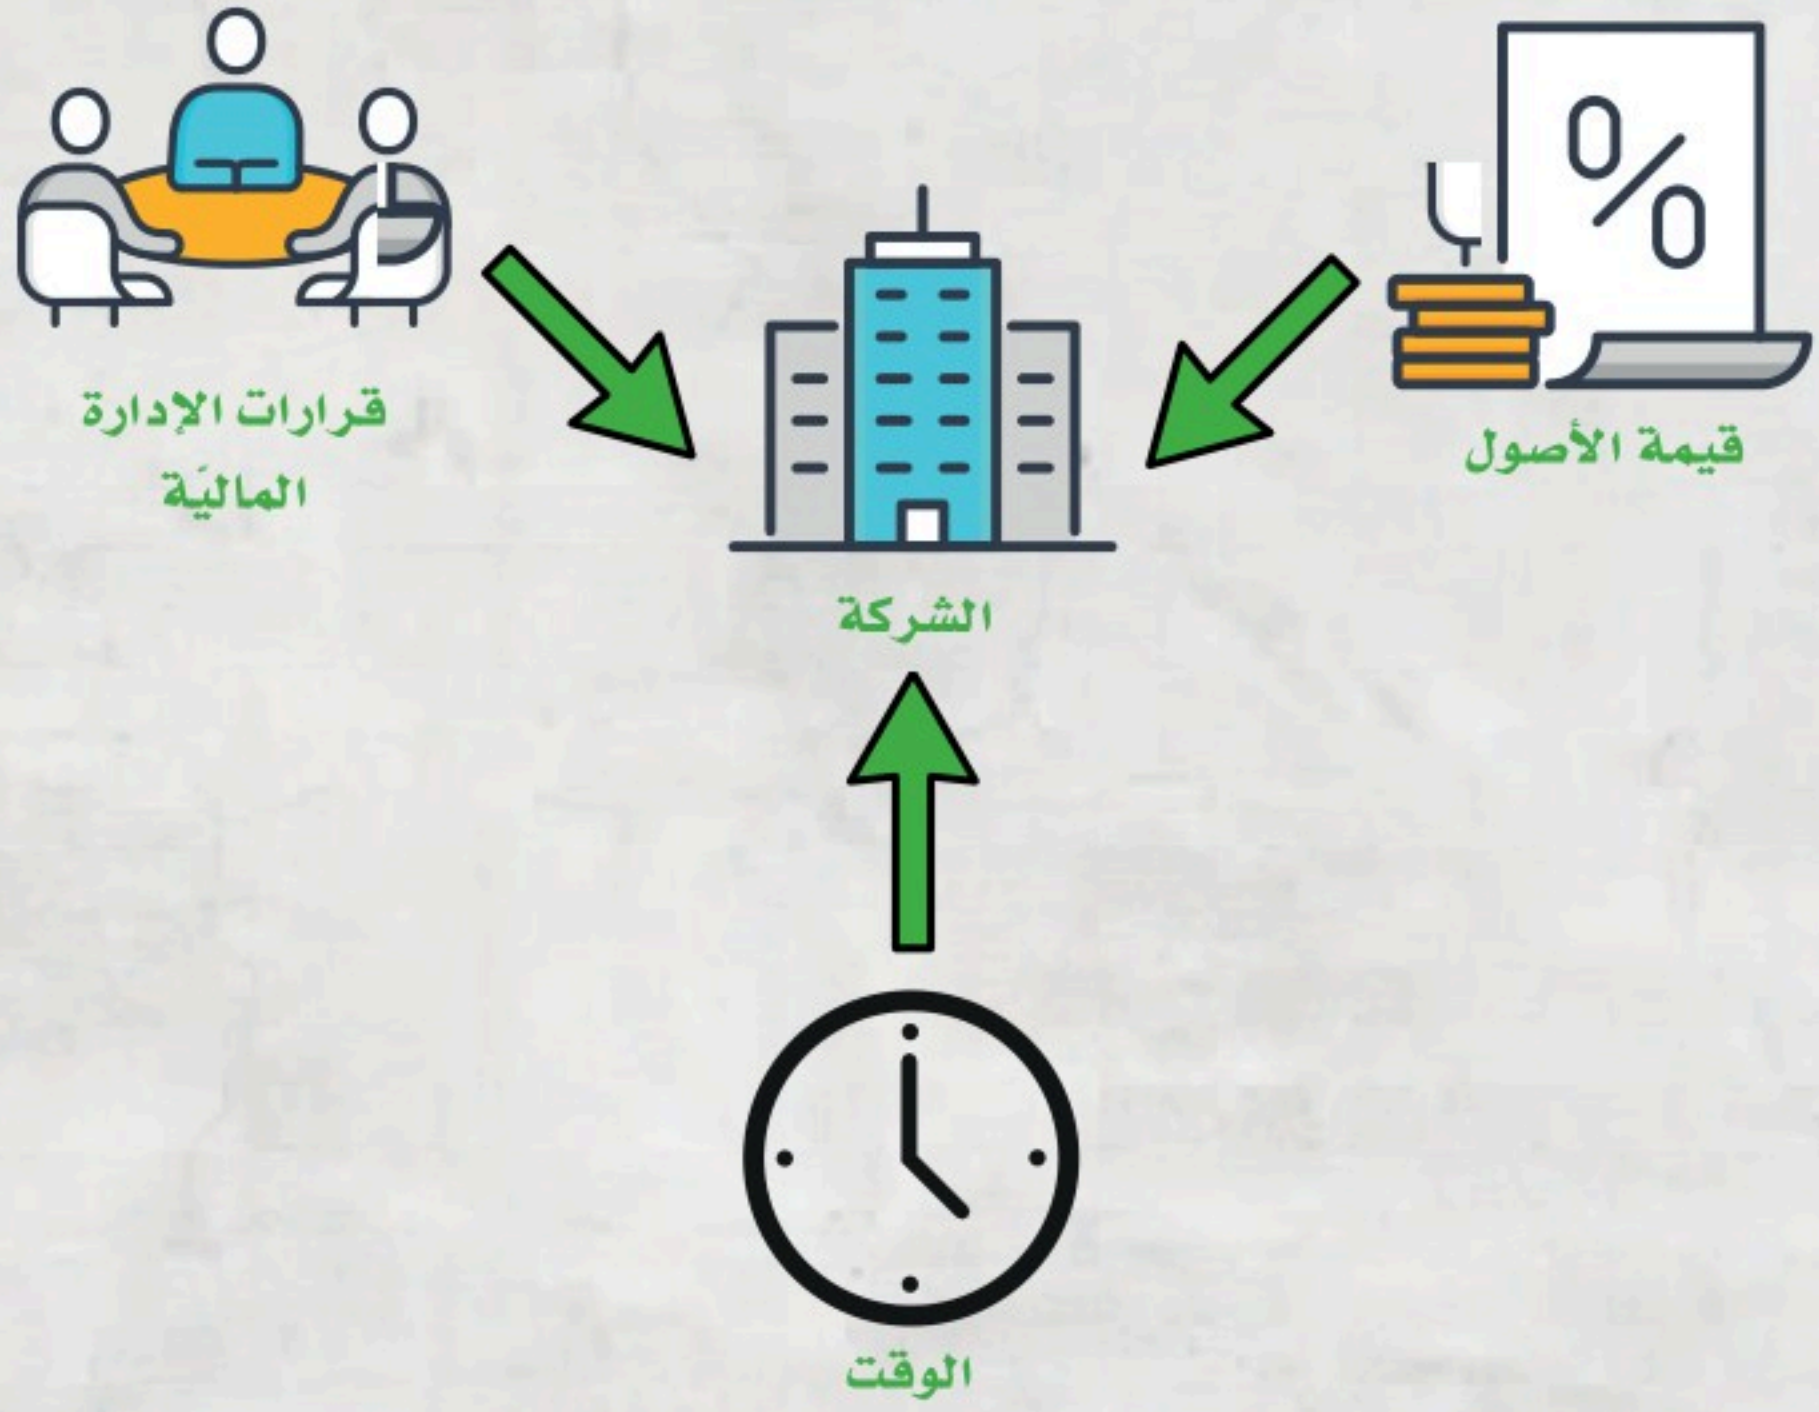 قرارات الإدارة
الماليّة
قيمة الأصول
%
الشركة
الوقت